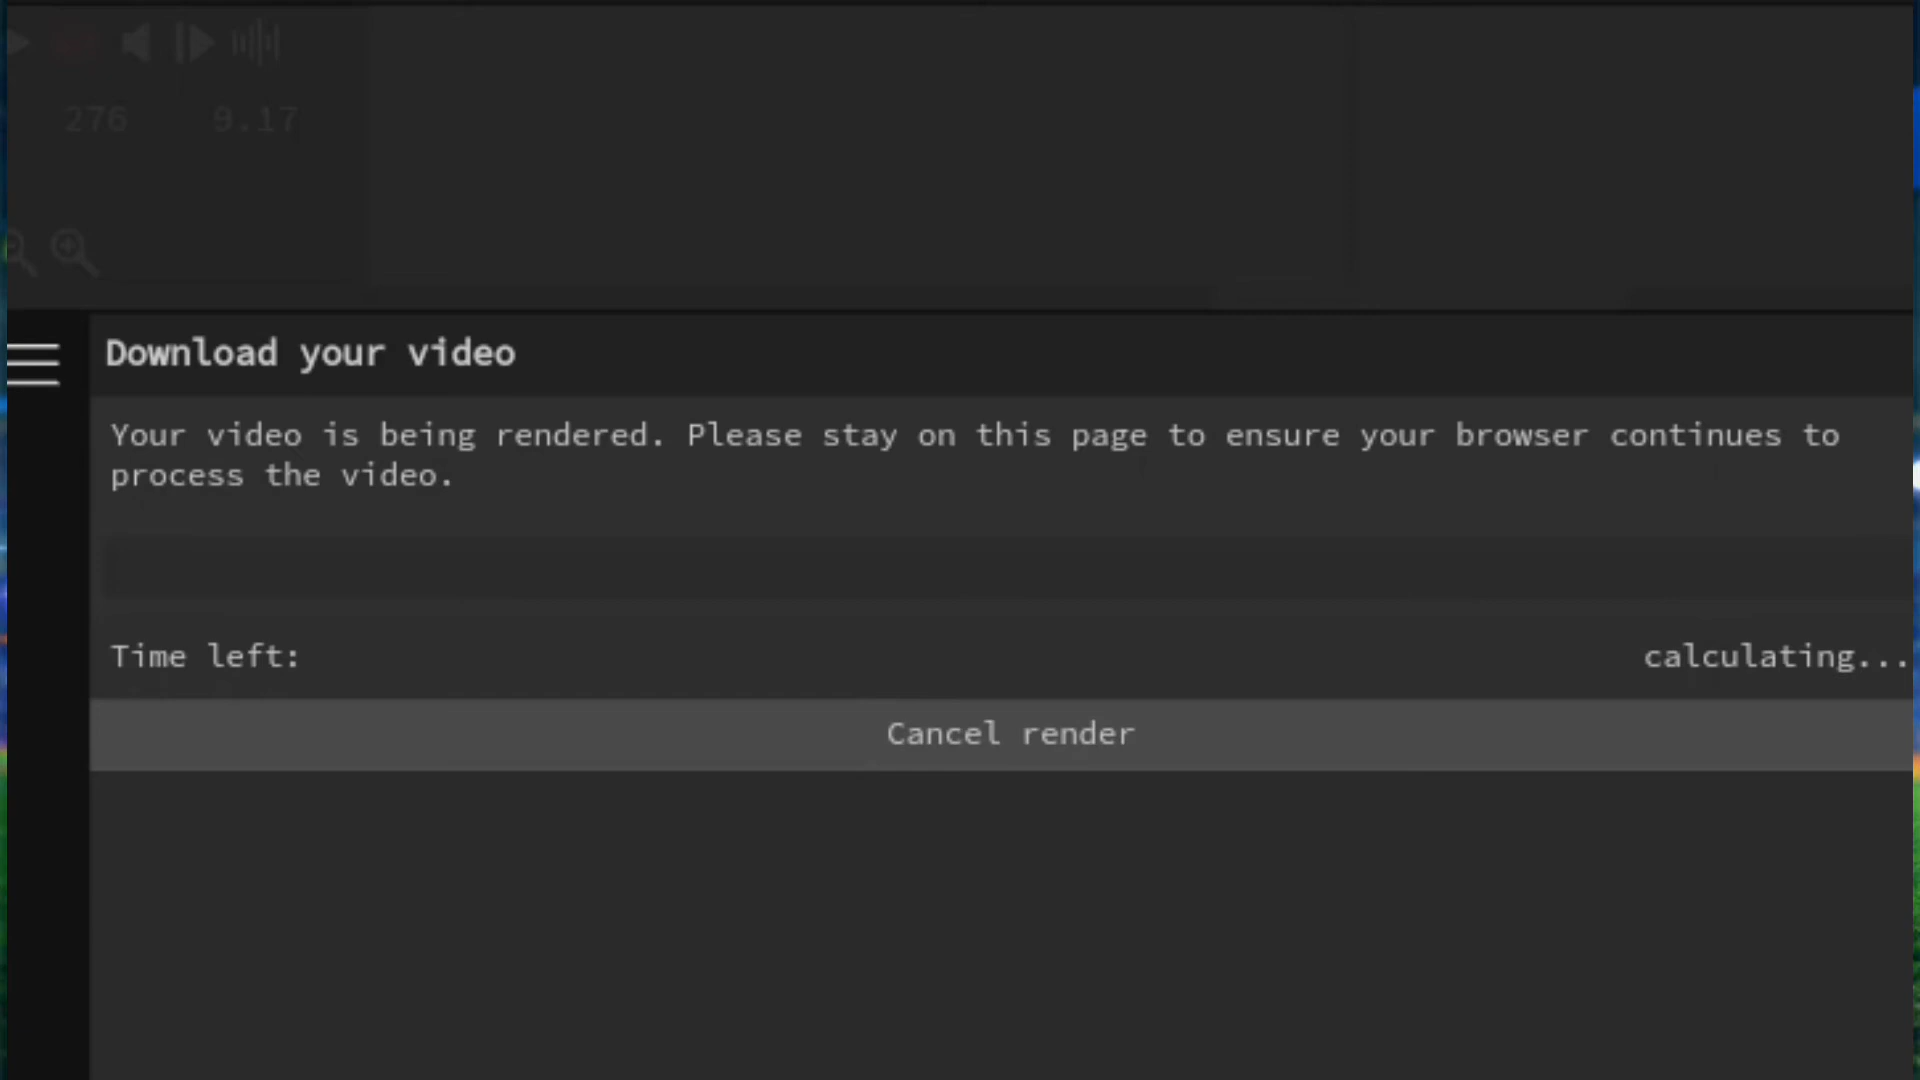 276 9.17
Download your video
Your video is being rendered. Please stay on this page to ensure your browser continues to
process the video.
Time left: calculating...
Cancel render